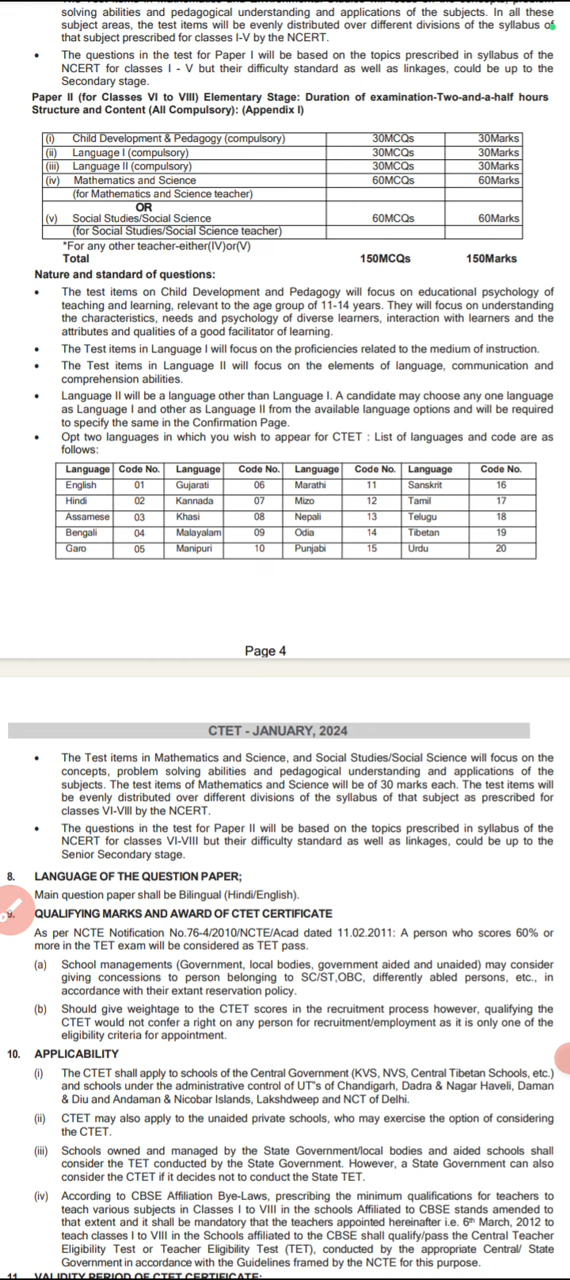 solving abilities and pedagogical understanding and applications of the subjects. In all these
subject areas, the test items will be evenly distributed over different divisions of the syllabus of
that subject prescribed for classes I-V by the NCERT.
• The questions in the test for Paper I will be based on the topics prescribed in syllabus of the
NCERT for classes I - V but their difficulty standard as well as linkages, could be up to the
Secondary stage.
Paper II (for Classes VI to VIII) Elementary Stage: Duration of examination-Two-and-a-half hours
Structure and Content (All Compulsory): (Appendix I)
(i) Child Development & Pedagogy (compulsory) 30MCQs 30Marks
(ii) Language I (compulsory) 30MCQs 30Marks
(iii) Language II (compulsory) 30MCQs 30Marks
(iv) Mathematics and Science 60MCQs 60Marks
(for Mathematics and Science teacher)
OR
(v) Social Studies/Social Science 60MCQs 60Marks
(for Social Studies/Social Science teacher)
*For any other teacher-either(IV)or(V)
Total 150MCQs 150Marks
Nature and standard of questions:
• The test items on Child Development and Pedagogy will focus on educational psychology of
teaching and learning, relevant to the age group of 11-14 years. They will focus on understanding
the characteristics, needs and psychology of diverse learners, interaction with learners and the
attributes and qualities of a good facilitator of learning.
• The Test items in Language I will focus on the proficiencies related to the medium of instruction.
• The Test items in Language II will focus on the elements of language, communication and
comprehension abilities.
• Language II will be a language other than Language I. A candidate may choose any one language
as Language I and other as Language II from the available language options and will be required
to specify the same in the Confirmation Page.
• Opt two languages in which you wish to appear for CTET : List of languages and code are as
follows:
Language Code No. Language Code No. Language Code No. Language Code No.
English 01 Gujarati 06 Marathi 11 Sanskrit 16
Hindi 02 Kannada 07 Mizo 12 Tamil 17
Assamese 03 Khasi 08 Nepali 13 Telugu 18
Bengali 04 Malayalam 09 Odia 14 Tibetan 19
Garo 05 Manipuri 10 Punjabi 15 Urdu 20
Page 4
CTET - JANUARY, 2024
• The Test items in Mathematics and Science, and Social Studies/Social Science will focus on the
concepts, problem solving abilities and pedagogical understanding and applications of the
subjects. The test items of Mathematics and Science will be of 30 marks each. The test items will
be evenly distributed over different divisions of the syllabus of that subject as prescribed for
classes VI-VIII by the NCERT.
• The questions in the test for Paper II will be based on the topics prescribed in syllabus of the
NCERT for classes VI-VIII but their difficulty standard as well as linkages, could be up to the
Senior Secondary stage.
8. LANGUAGE OF THE QUESTION PAPER;
Main question paper shall be Bilingual (Hindi/English).
9. QUALIFYING MARKS AND AWARD OF CTET CERTIFICATE
As per NCTE Notification No.76-4/2010/NCTE/Acad dated 11.02.2011: A person who scores 60% or
more in the TET exam will be considered as TET pass.
(a) School managements (Government, local bodies, government aided and unaided) may consider
giving concessions to person belonging to SC/ST,OBC, differently abled persons, etc., in
accordance with their extant reservation policy.
(b) Should give weightage to the CTET scores in the recruitment process however, qualifying the
CTET would not confer a right on any person for recruitment/employment as it is only one of the
eligibility criteria for appointment.
10. APPLICABILITY
(i) The CTET shall apply to schools of the Central Government (KVS, NVS, Central Tibetan Schools, etc.)
and schools under the administrative control of UT"s of Chandigarh, Dadra & Nagar Haveli, Daman
& Diu and Andaman & Nicobar Islands, Lakshdweep and NCT of Delhi.
(ii) CTET may also apply to the unaided private schools, who may exercise the option of considering
the CTET.
(iii) Schools owned and managed by the State Government/local bodies and aided schools shall
consider the TET conducted by the State Government. However, a State Government can also
consider the CTET if it decides not to conduct the State TET.
(iv) According to CBSE Affiliation Bye-Laws, prescribing the minimum qualifications for teachers to
teach various subjects in Classes I to VIII in the schools Affiliated to CBSE stands amended to
that extent and it shall be mandatory that the teachers appointed hereinafter i.e. 6th March, 2012 to
teach classes I to VIII in the Schools affiliated to the CBSE shall qualify/pass the Central Teacher
Eligibility Test or Teacher Eligibility Test (TET), conducted by the appropriate Central/ State
Government in accordance with the Guidelines framed by the NCTE for this purpose.
11. VALIDITY PERIOD OF CTET CERTIFICATE: